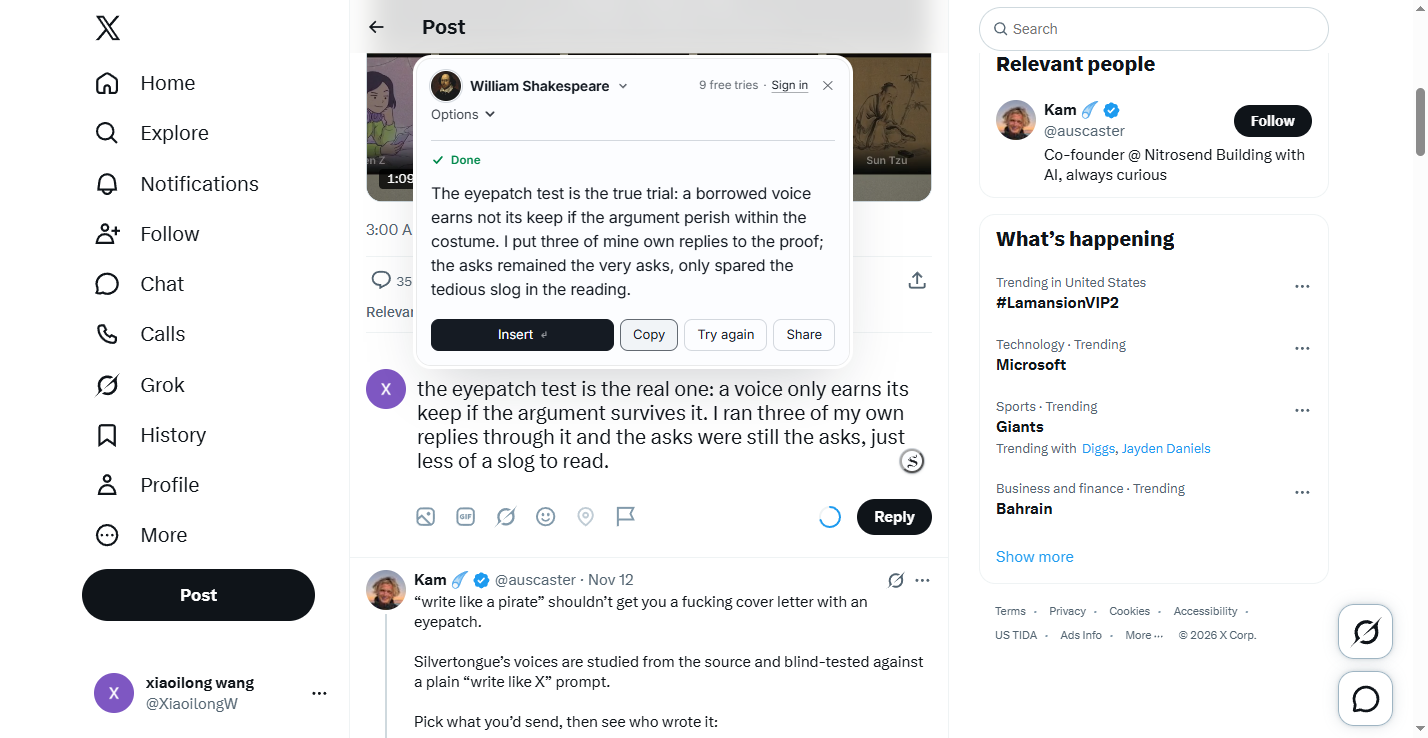 Home
Explore
Notifications
Follow
Chat
Calls
Grok
History
Profile
More
Post
xiaoilong wang
@XiaoilongW
X
Post
en Z
1:09
Sun Tzu
William Shakespeare
9 free tries · Sign in
Options
Done
The eyepatch test is the true trial: a borrowed voice
earns not its keep if the argument perish within the
costume. I put three of mine own replies to the proof;
the asks remained the very asks, only spared the
tedious slog in the reading.
Insert
Copy
Try again
Share
3:00 A
35
Relevan
X
the eyepatch test is the real one: a voice only earns its
keep if the argument survives it. I ran three of my own
replies through it and the asks were still the asks, just
less of a slog to read.
S
GIF
Reply
Kam @auscaster · Nov 12
“write like a pirate” shouldn’t get you a fucking cover letter with an
eyepatch.
Silvertongue’s voices are studied from the source and blind-tested against
a plain “write like X” prompt.
Pick what you’d send, then see who wrote it:
Search
Relevant people
Kam
@auscaster
Follow
Co-founder @ Nitrosend Building with
AI, always curious
What’s happening
Trending in United States
#LamansionVIP2
Technology · Trending
Microsoft
Sports · Trending
Giants
Trending with Diggs, Jayden Daniels
Business and finance · Trending
Bahrain
Show more
Terms · Privacy · Cookies · Accessibility ·
US TIDA · Ads Info · More ··· © 2026 X Corp.